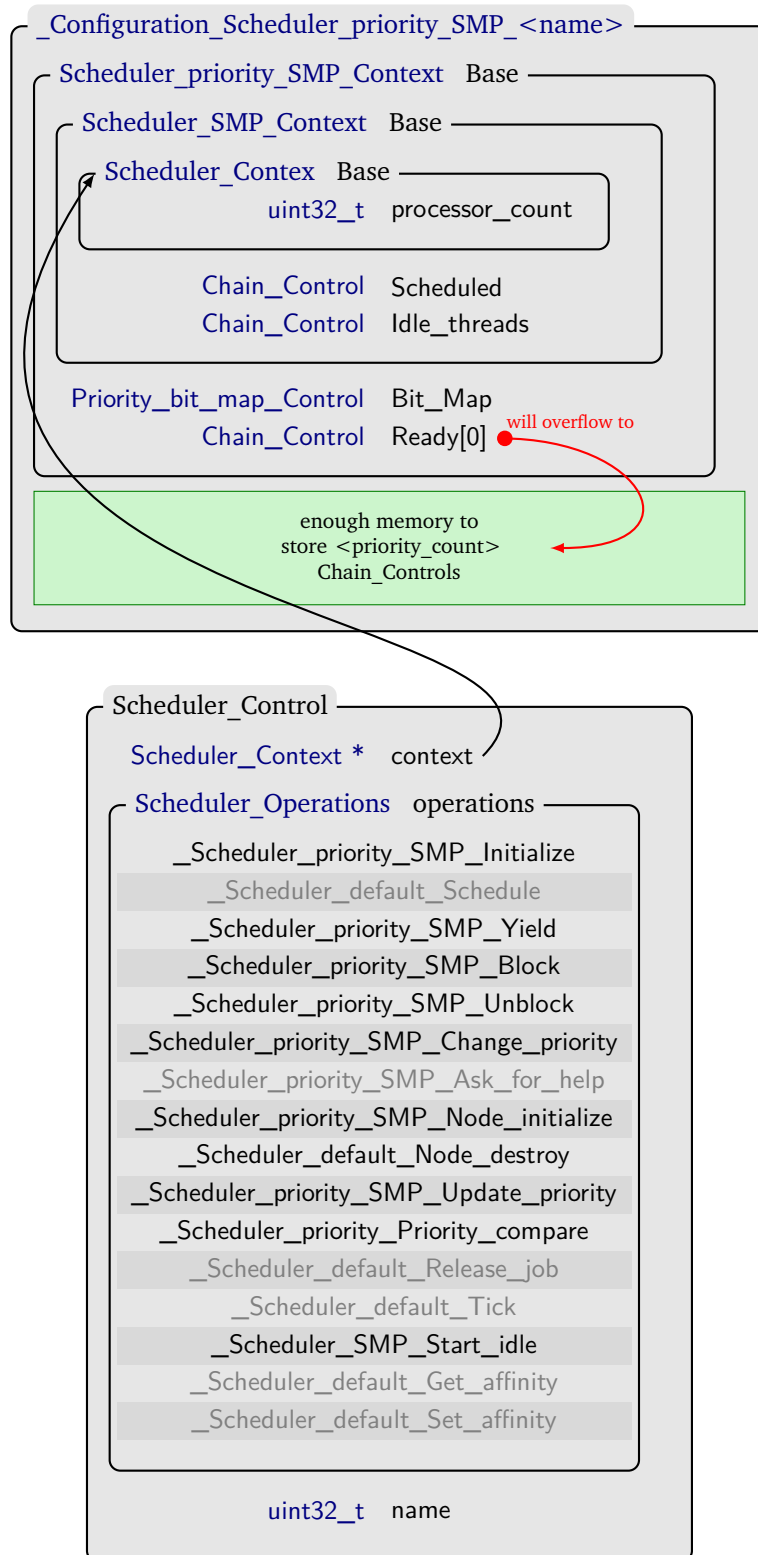 _Configuration_Scheduler_priority_SMP_<name>
Scheduler_priority_SMP_Context Base
Scheduler_SMP_Context Base
Scheduler_Contex Base
uint32_t processor_count
Chain_Control Scheduled
Chain_Control Idle_threads
Priority_bit_map_Control Bit_Map
Chain_Control Ready[0] will overflow to
enough memory to
store <priority_count>
Chain_Controls
Scheduler_Control
Scheduler_Context * context
Scheduler_Operations operations
_Scheduler_priority_SMP_Initialize
_Scheduler_default_Schedule
_Scheduler_priority_SMP_Yield
_Scheduler_priority_SMP_Block
_Scheduler_priority_SMP_Unblock
_Scheduler_priority_SMP_Change_priority
_Scheduler_priority_SMP_Ask_for_help
_Scheduler_priority_SMP_Node_initialize
_Scheduler_default_Node_destroy
_Scheduler_priority_SMP_Update_priority
_Scheduler_priority_Priority_compare
_Scheduler_default_Release_job
_Scheduler_default_Tick
_Scheduler_SMP_Start_idle
_Scheduler_default_Get_affinity
_Scheduler_default_Set_affinity
uint32_t name